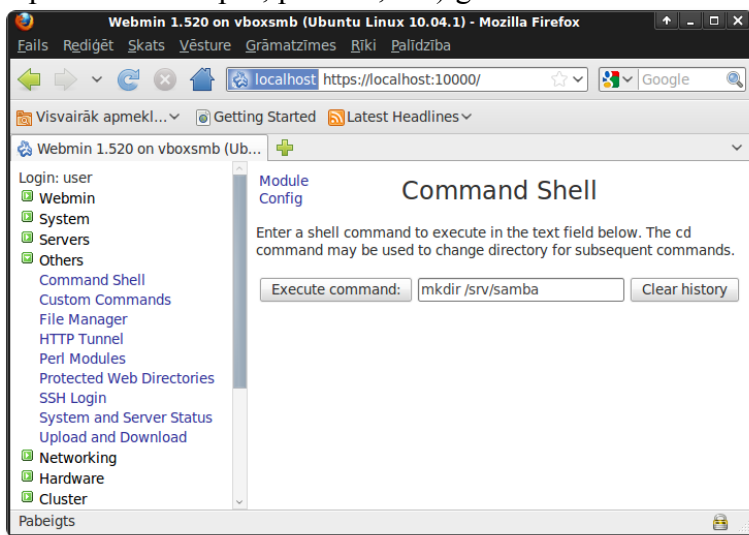 Webmin 1.520 on vboxsmb (Ubuntu Linux 10.04.1) - Mozilla Firefox
Fails Rediģēt Skats Vēsture Grāmatzīmes Rīki Palīdzība
localhost https://localhost:10000/ Google
Visvairāk apmekl... Getting Started Latest Headlines
Webmin 1.520 on vboxsmb (Ub...
Login: user
Webmin
System
Servers
Others
Command Shell
Custom Commands
File Manager
HTTP Tunnel
Perl Modules
Protected Web Directories
SSH Login
System and Server Status
Upload and Download
Networking
Hardware
Cluster
Module
Config
Command Shell
Enter a shell command to execute in the text field below. The cd
command may be used to change directory for subsequent commands.
Execute command: mkdir /srv/samba Clear history
Pabeigts